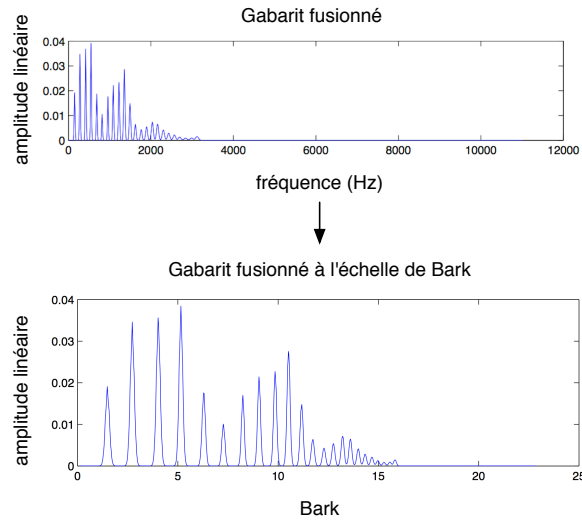 Gabarit fusionné
amplitude linéaire
0.04
0.03
0.02
0.01
0
0 2000 4000 6000 8000 10000 12000
fréquence (Hz)
Gabarit fusionné à l'échelle de Bark
amplitude linéaire
0.04
0.03
0.02
0.01
0
0 5 10 15 20 25
Bark